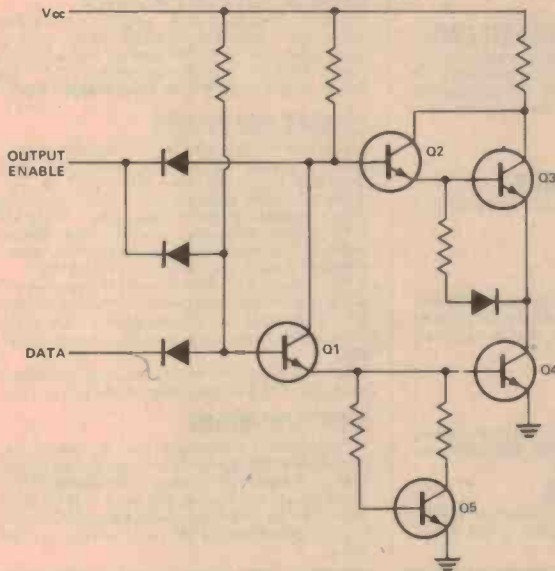 Vcc
OUTPUT
ENABLE
Q2
Q3
DATA
Q1
Q4
Q5